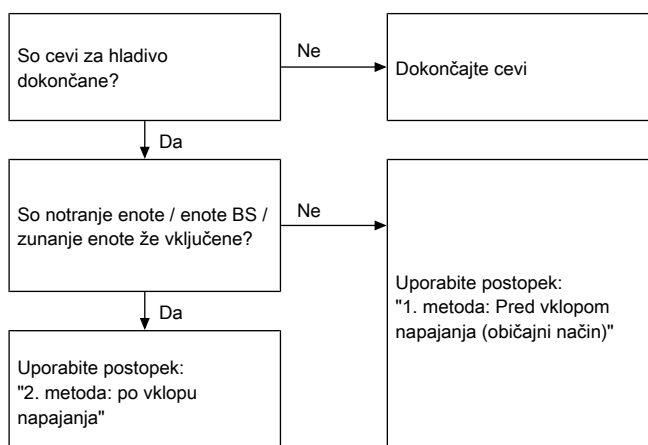 So cevi za hladivo
dokončane?
Ne
Dokončajte cevi
Da
So notranje enote / enote BS /
zunanje enote že vključene?
Ne
Uporabite postopek:
"1. metoda: Pred vklopom
napajanja (običajni način)"
Da
Uporabite postopek:
"2. metoda: po vklopu
napajanja"